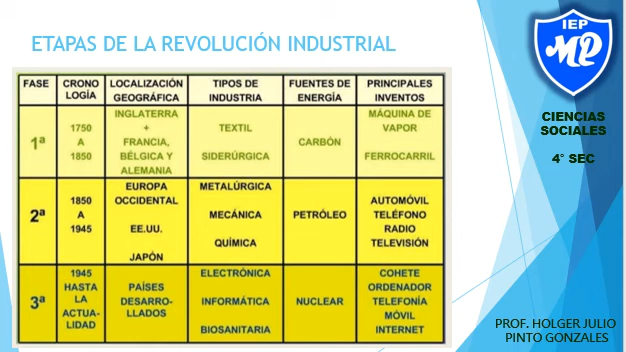 ETAPAS DE LA REVOLUCIÓN INDUSTRIAL
IEP
MP
CIENCIAS
SOCIALES
4° SEC
FASE
CRONO
LOGÍA
LOCALIZACIÓN
GEOGRÁFICA
TIPOS DE
INDUSTRIA
FUENTES DE
ENERGÍA
PRINCIPALES
INVENTOS
1ª
1750
A
1850
INGLATERRA
+
FRANCIA,
BÉLGICA Y
ALEMANIA
TEXTIL
SIDERÚRGICA
CARBÓN
MÁQUINA DE
VAPOR
FERROCARRIL
2ª
1850
A
1945
EUROPA
OCCIDENTAL
EE.UU.
JAPÓN
METALÚRGICA
MECÁNICA
QUÍMICA
PETRÓLEO
AUTOMÓVIL
TELÉFONO
RADIO
TELEVISIÓN
3ª
1945
HASTA
LA
ACTUA-
LIDAD
PAÍSES
DESARRO-
LLADOS
ELECTRÓNICA
INFORMÁTICA
BIOSANITARIA
NUCLEAR
COHETE
ORDENADOR
TELEFONÍA
MÓVIL
INTERNET
PROF. HOLGER JULIO
PINTO GONZALES